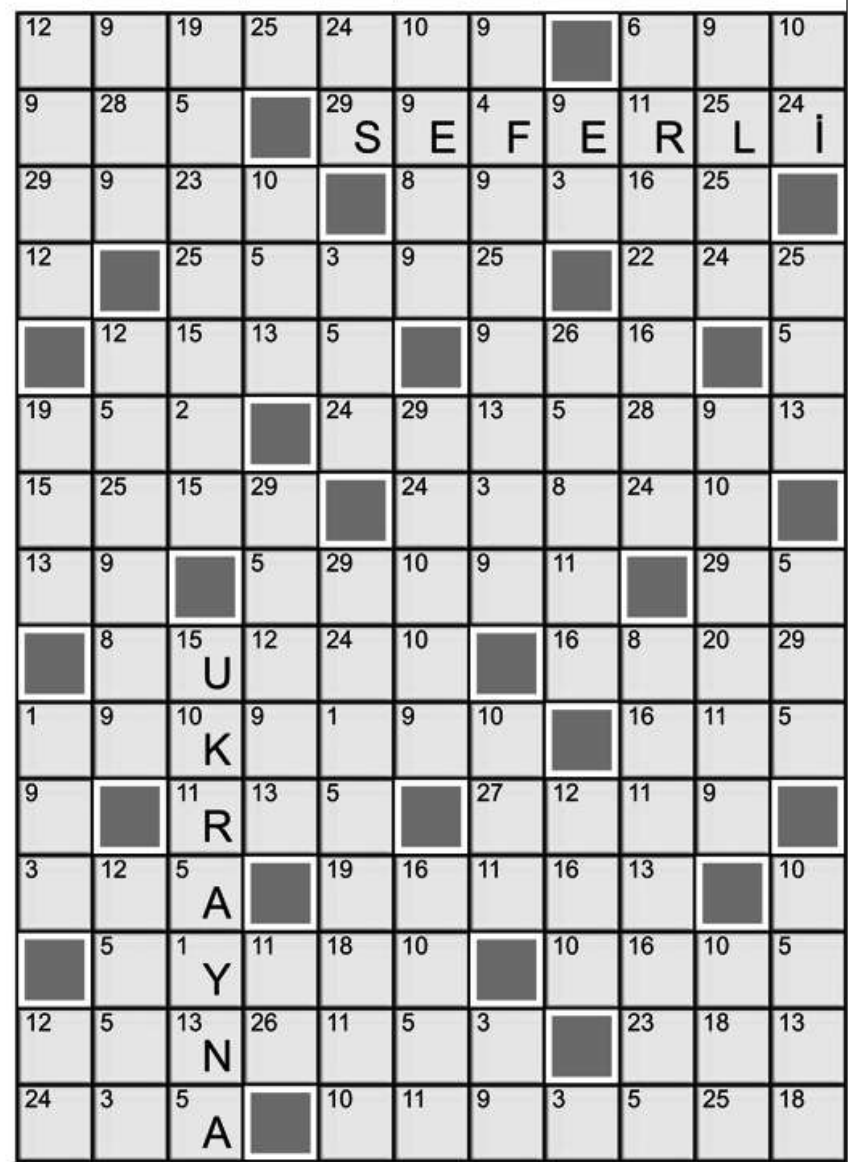 12 9 19 25 24 10 9 6 9 10
9 28 5 29 S 9 E 4 F 9 E 11 R 25 L 24 İ
29 9 23 10 8 9 3 16 25
12 25 5 3 9 25 22 24 25
12 15 13 5 9 26 16 5
19 5 2 24 29 13 5 28 9 13
15 25 15 29 24 3 8 24 10
13 9 5 29 10 9 11 29 5
8 15 U 12 24 10 16 8 20 29
1 9 10 K 9 1 9 10 16 11 5
9 11 R 13 5 27 12 11 9
3 12 5 A 19 16 11 16 13 10
5 1 Y 11 18 10 10 16 10 5
12 5 13 N 26 11 5 3 23 18 13
24 3 5 A 10 11 9 3 5 25 18